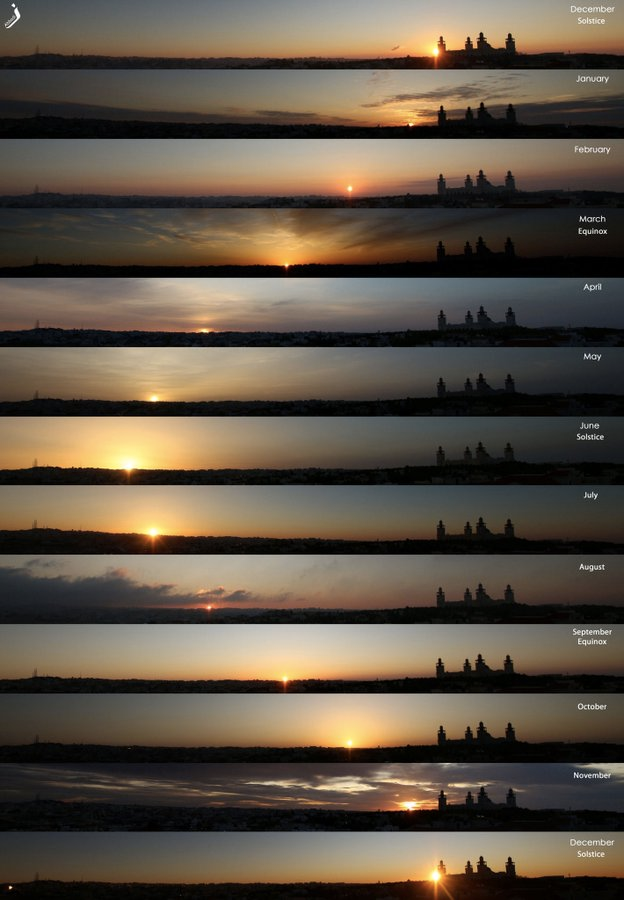 December
Solstice
January
February
March
Equinox
April
May
June
Solstice
July
August
September
Equinox
October
November
December
Solstice